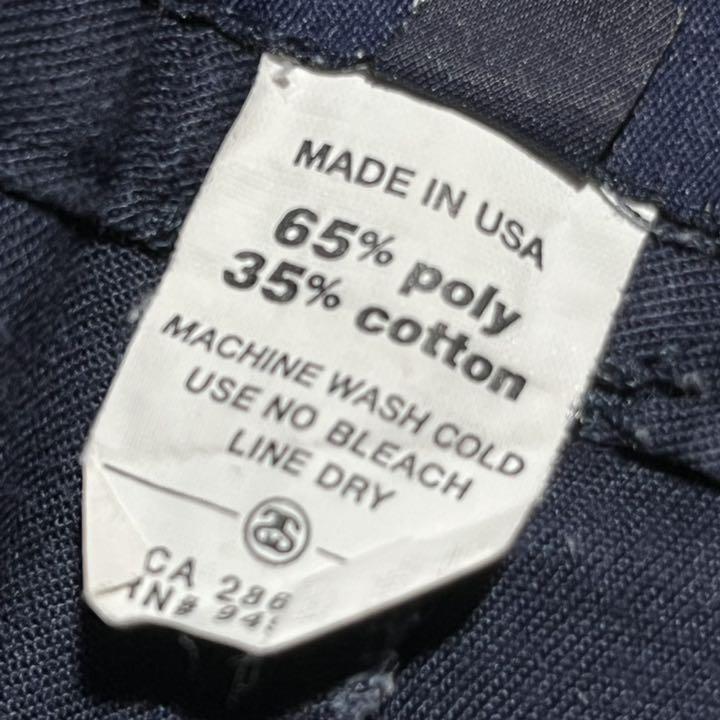 MADE IN USA
65% poly
35% cotton
MACHINE WASH COLD
USE NO BLEACH
LINE DRY
CA 286